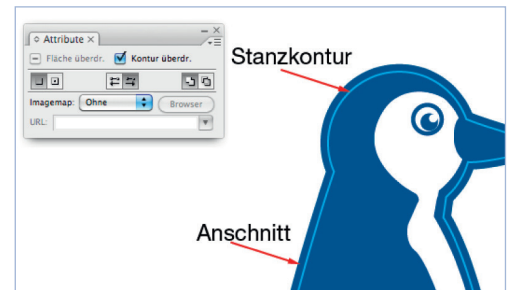 Attribute
Fläche überdr.
Kontur überdr.
Imagemap: Ohne
Browser
URL:
Stanzkontur
Anschnitt